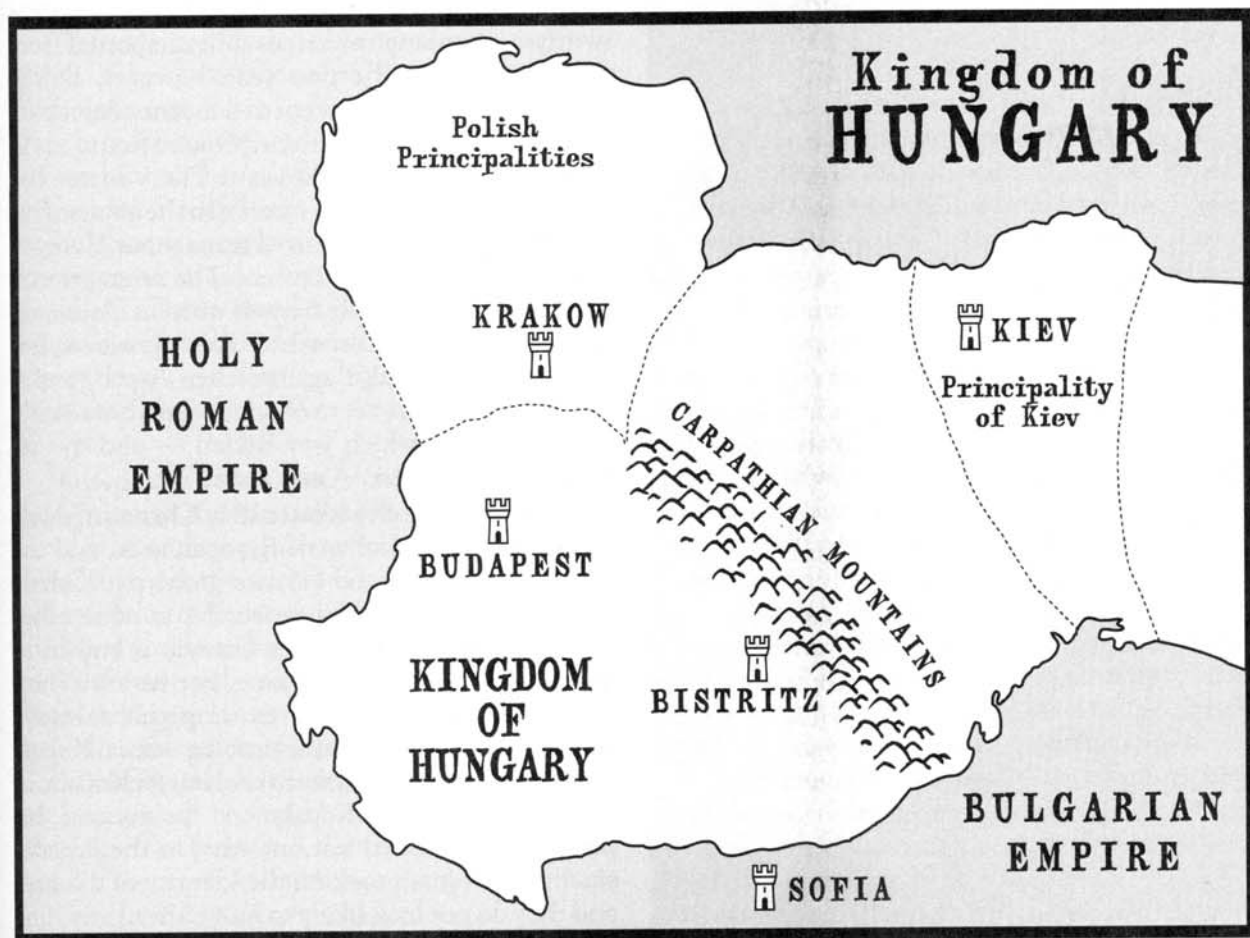 Kingdom of
HUNGARY
Polish
Principalities
KRAKOW
KIEV
Principality
of Kiev
HOLY
ROMAN
EMPIRE
CARPATHIAN MOUNTAINS
BUDAPEST
BISTRITZ
KINGDOM
OF
HUNGARY
BULGARIAN
EMPIRE
SOFIA